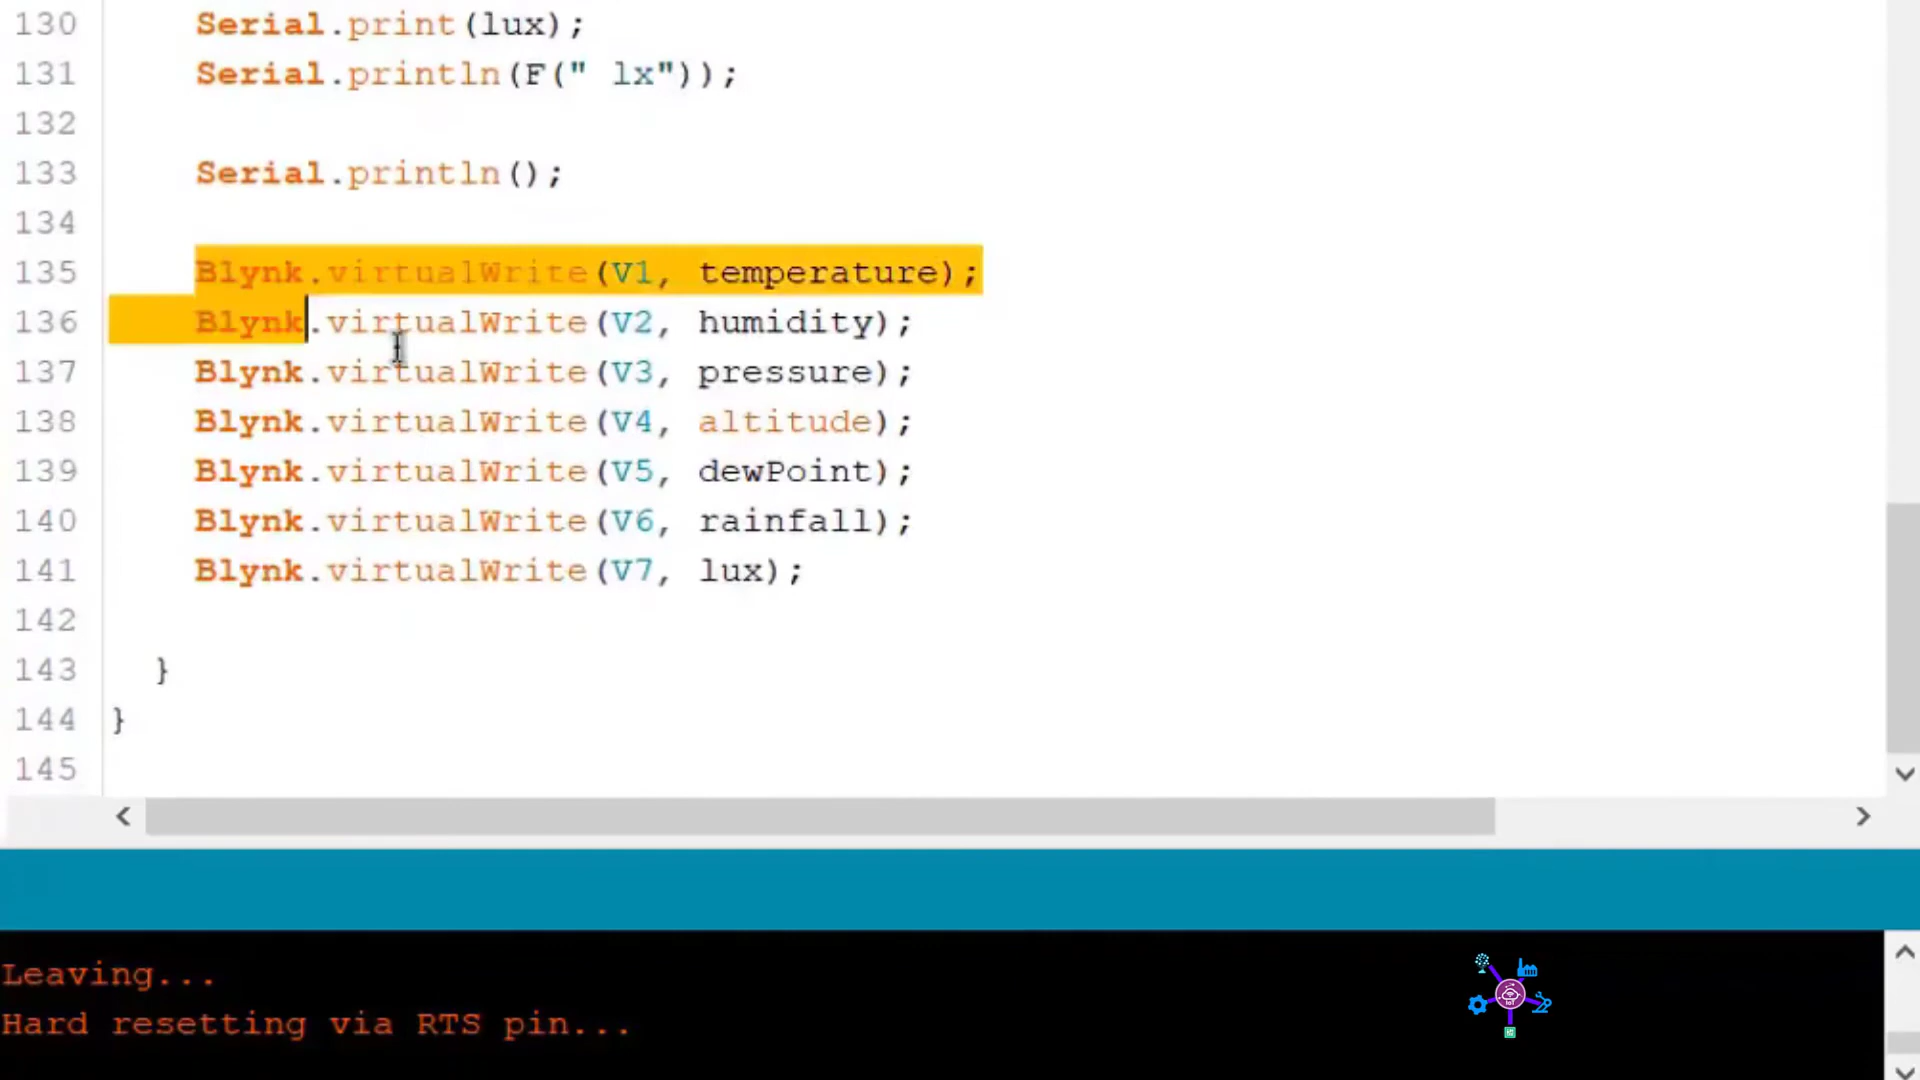 130 Serial.print(lux);
131 Serial.println(F(" lx"));
132
133 Serial.println();
134
135 Blynk.virtualWrite(V1, temperature);
136 Blynk.virtualWrite(V2, humidity);
137 Blynk.virtualWrite(V3, pressure);
138 Blynk.virtualWrite(V4, altitude);
139 Blynk.virtualWrite(V5, dewPoint);
140 Blynk.virtualWrite(V6, rainfall);
141 Blynk.virtualWrite(V7, lux);
142
143 }
144 }
145
Leaving...
Hard resetting via RTS pin...